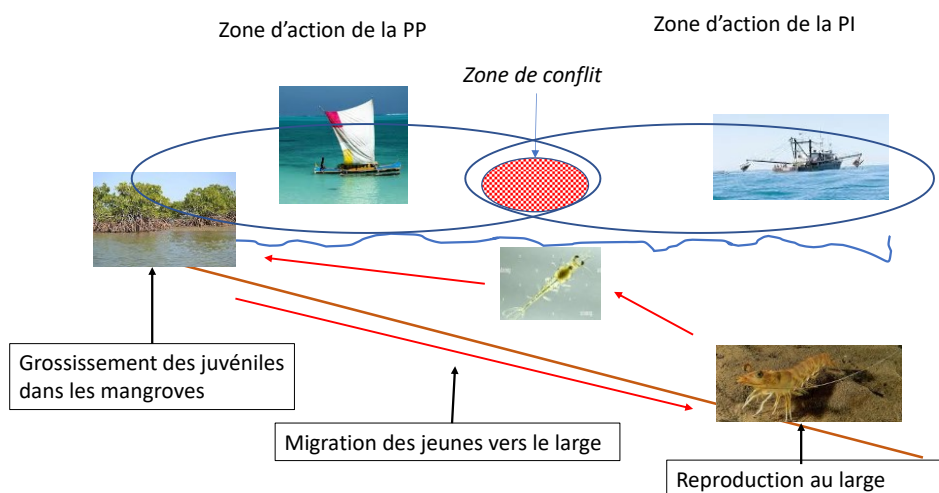 Zone d'action de la PP
Zone d'action de la PI
Zone de conflit
Grossissement des juvéniles
dans les mangroves
Migration des jeunes vers le large
Reproduction au large